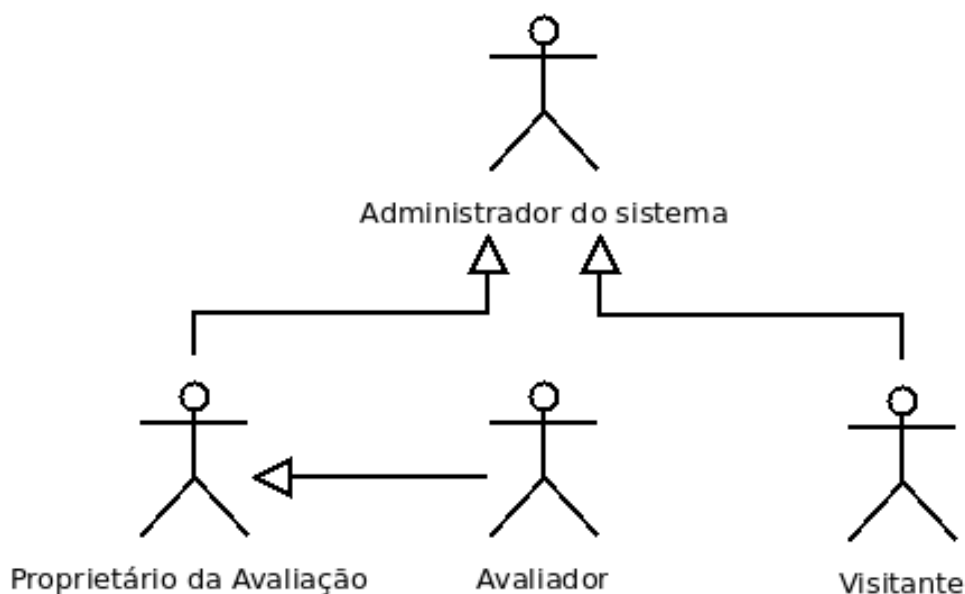 Administrador do sistema
Proprietário da Avaliação
Avaliador
Visitante